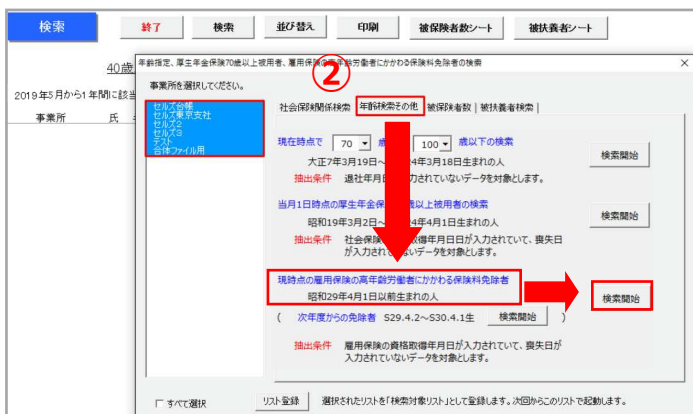 検索
終了 検索 並び替え 印刷 被保険者数シート 被扶養者シート
40歳
年齢指定、厚生年金保険70歳以上被用者、雇用保険の高年齢労働者にかかわる保険料免除者の検索
②
事業所を選択してください。
2019年5月から1年間に該当
事業所 氏
セルズ台帳
セルズ東京支社
セルズ2
セルズ3
テスト
合体ファイル用
社会保険関係検索 年齢検索その他 被保険者数 被扶養者検索
現在時点で 70 歳 100 歳以下の検索
大正7年3月19日～ 24年3月18日生まれの人
検索開始
抽出条件 退社年月日 力されていないデータを対象とします。
当月1日時点の厚生年金保 歳以上被用者の検索
昭和19年3月2日～ 24年4月1日生まれの人
検索開始
抽出条件 社会保険 取得年月日日が入力されていて、喪失日
が入力され ないデータを対象とします。
現時点の雇用保険の高年齢労働者にかかわる保険料免除者
昭和29年4月1日以前生まれの人
検索開始
( 次年度からの免除者 S29.4.2～S30.4.1生 検索開始 )
抽出条件 雇用保険の資格取得年月日が入力されていて、喪失日が
入力されていないデータを対象とします。
すべて選択
リスト登録 選択されたリストを「検索対象リスト」として登録します。次回からこのリストで起動します。